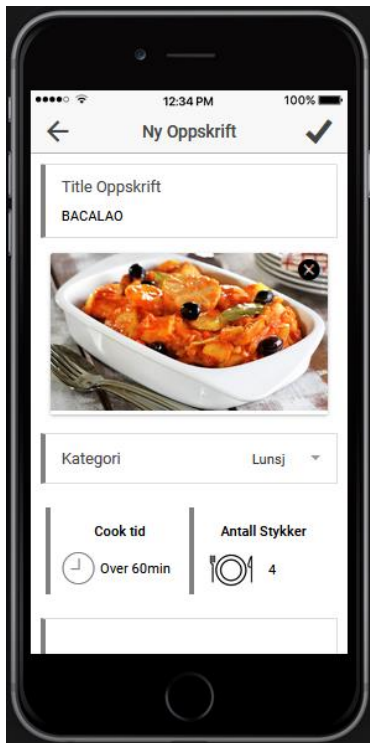 12:34 PM 100%
Ny Oppskrift
Title Oppskrift
BACALAO
Kategori Lunsj
Cook tid Antall Stykker
Over 60min 4